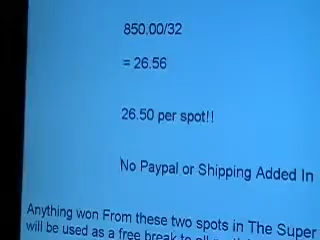 850.00/32
= 26.56
26.50 per spot!!
No Paypal or Shipping Added In
Anything won From these two spots in The Super
will be used as a free break to all